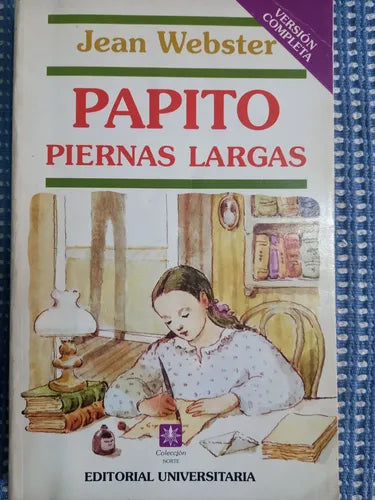 Jean Webster
VERSIÓN
COMPLETA
PAPITO
PIERNAS LARGAS
Colección
NORTE
EDITORIAL UNIVERSITARIA